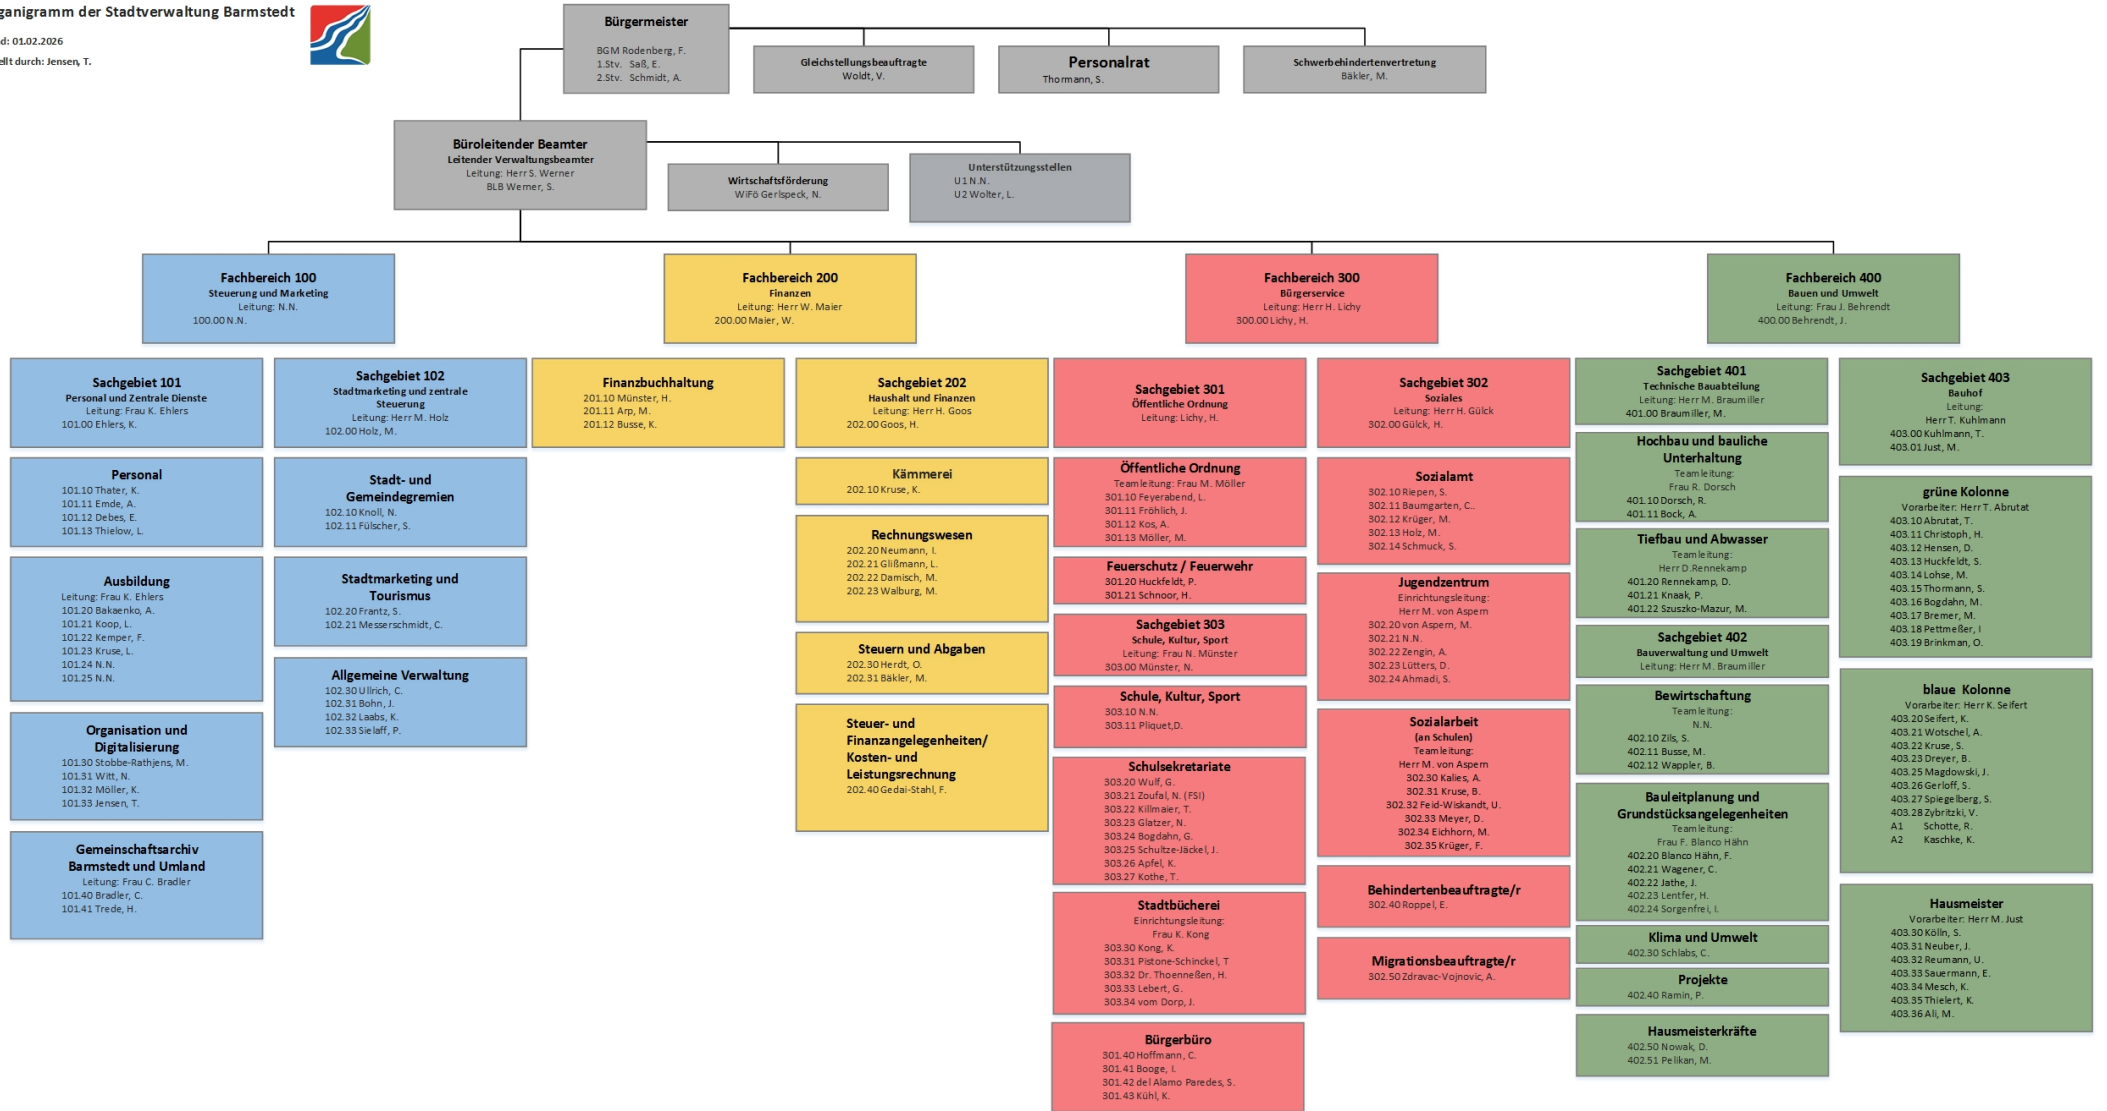 ganigramm der Stadtverwaltung Barmstedt
d: 01.02.2026
ellt durch: Jensen, T.
Bürgermeister
BGM Rodenberg, F.
1.Stv. Saß, E.
2.Stv. Schmidt, A.
Gleichstellungsbeauftragte
Woldt, V.
Personalrat
Thormann, S.
Schwerbehindertenvertretung
Bäkler, M.
Büroleitender Beamter
Leitender Verwaltungsbeamter
Leitung: Herr S. Werner
BLB Werner, S.
Wirtschaftsförderung
WiFö Gerlspeck, N.
Unterstützungsstellen
U1 N.N.
U2 Wolter, L.
Fachbereich 100
Steuerung und Marketing
Leitung: N.N.
100.00 N.N.
Fachbereich 200
Finanzen
Leitung: Herr W. Maier
200.00 Maier, W.
Fachbereich 300
Bürgerservice
Leitung: Herr H. Lichy
300.00 Lichy, H.
Fachbereich 400
Bauen und Umwelt
Leitung: Frau J. Behrendt
400.00 Behrendt, J.
Sachgebiet 101
Personal und Zentrale Dienste
Leitung: Frau K. Ehlers
101.00 Ehlers, K.
Personal
101.10 Thater, K.
101.11 Emde, A.
101.12 Debes, E.
101.13 Thielow, L.
Ausbildung
Leitung: Frau K. Ehlers
101.20 Bakaenko, A.
101.21 Koop, L.
101.22 Kemper, F.
101.23 Kruse, L.
101.24 N.N.
101.25 N.N.
Organisation und
Digitalisierung
101.30 Stobbe-Rathjens, M.
101.31 Witt, N.
101.32 Möller, K.
101.33 Jensen, T.
Gemeinschaftsarchiv
Barmstedt und Umland
Leitung: Frau C. Bradler
101.40 Bradler, C.
101.41 Trede, H.
Sachgebiet 102
Stadtmarketing und zentrale
Steuerung
Leitung: Herr M. Holz
102.00 Holz, M.
Stadt- und
Gemeindegremien
102.10 Knoll, N.
102.11 Fülscher, S.
Stadtmarketing und
Tourismus
102.20 Frantz, S.
102.21 Messerschmidt, C.
Allgemeine Verwaltung
102.30 Ullrich, C.
102.31 Bohn, J.
102.32 Laabs, K.
102.33 Sielaff, P.
Finanzbuchhaltung
201.10 Münster, H.
201.11 Arp, M.
201.12 Busse, K.
Sachgebiet 202
Haushalt und Finanzen
Leitung: Herr H. Goos
202.00 Goos, H.
Kämmerei
202.10 Kruse, K.
Rechnungswesen
202.20 Neumann, I.
202.21 Glißmann, L.
202.22 Damisch, M.
202.23 Walburg, M.
Steuern und Abgaben
202.30 Herdt, O.
202.31 Bäkler, M.
Steuer- und
Finanzangelegenheiten/
Kosten- und
Leistungsrechnung
202.40 Gedai-Stahl, F.
Sachgebiet 301
Öffentliche Ordnung
Leitung: Lichy, H.
Öffentliche Ordnung
Teamleitung: Frau M. Möller
301.10 Feyerabend, L.
301.11 Fröhlich, J.
301.12 Kos, A.
301.13 Möller, M.
Feuerschutz / Feuerwehr
301.20 Huckfeldt, P.
301.21 Schnoor, H.
Sachgebiet 303
Schule, Kultur, Sport
Leitung: Frau N. Münster
303.00 Münster, N.
Schule, Kultur, Sport
303.10 N.N.
303.11 Pliquet,D.
Schulsekretariate
303.20 Wulf, G.
303.21 Zoufal, N. (FSI)
303.22 Killmaier, T.
303.23 Glatzer, N.
303.24 Bogdahn, G.
303.25 Schultze-Jäckel, J.
303.26 Apfel, K.
303.27 Kothe, T.
Stadtbücherei
Einrichtungsleitung:
Frau K. Kong
303.30 Kong, K.
303.31 Pistone-Schinckel, T
303.32 Dr. Thoenneßen, H.
303.33 Lebert, G.
303.34 vom Dorp, J.
Bürgerbüro
301.40 Hoffmann, C.
301.41 Booge, I.
301.42 del Alamo Paredes, S.
301.43 Kühl, K.
Sachgebiet 302
Soziales
Leitung: Herr H. Gülck
302.00 Gülck, H.
Sozialamt
302.10 Riepen, S.
302.11 Baumgarten, C..
302.12 Krüger, M.
302.13 Holz, M.
302.14 Schmuck, S.
Jugendzentrum
Einrichtungsleitung:
Herr M. von Aspern
302.20 von Aspern, M.
302.21 N.N.
302.22 Zengin, A.
302.23 Lütters, D.
302.24 Ahmadi, S.
Sozialarbeit
(an Schulen)
Teamleitung:
Herr M. von Aspern
302.30 Kalies, A.
302.31 Kruse, B.
302.32 Feid-Wiskandt, U.
302.33 Meyer, D.
302.34 Eichhorn, M.
302.35 Krüger, F.
Behindertenbeauftragte/r
302.40 Roppel, E.
Migrationsbeauftragte/r
302.50 Zdravac-Vojnovic, A.
Sachgebiet 401
Technische Bauabteilung
Leitung: Herr M. Braumiller
401.00 Braumiller, M.
Hochbau und bauliche
Unterhaltung
Teamleitung:
Frau R. Dorsch
401.10 Dorsch, R.
401.11 Bock, A.
Tiefbau und Abwasser
Teamleitung:
Herr D.Rennekamp
401.20 Rennekamp, D.
401.21 Knaak, P.
401.22 Szuszko-Mazur, M.
Sachgebiet 402
Bauverwaltung und Umwelt
Leitung: Herr M. Braumiller
Bewirtschaftung
Teamleitung:
N.N.
402.10 Zils, S.
402.11 Busse, M.
402.12 Wappler, B.
Bauleitplanung und
Grundstücksangelegenheiten
Teamleitung:
Frau F. Blanco Hähn
402.20 Blanco Hähn, F.
402.21 Wagener, C.
402.22 Jathe, J.
402.23 Lentfer, H.
402.24 Sorgenfrei, I.
Klima und Umwelt
402.30 Schlabs, C.
Projekte
402.40 Ramin, P.
Hausmeisterkräfte
402.50 Nowak, D.
402.51 Pelikan, M.
Sachgebiet 403
Bauhof
Leitung:
Herr T. Kuhlmann
403.00 Kuhlmann, T.
403.01 Just, M.
grüne Kolonne
Vorarbeiter: Herr T. Abrutat
403.10 Abrutat, T.
403.11 Christoph, H.
403.12 Hensen, D.
403.13 Huckfeldt, S.
403.14 Lohse, M.
403.15 Thormann, S.
403.16 Bogdahn, M.
403.17 Bremer, M.
403.18 Pettmeßer, I
403.19 Brinkman, O.
blaue Kolonne
Vorarbeiter: Herr K. Seifert
403.20 Seifert, K.
403.21 Wotschel, A.
403.22 Kruse, S.
403.23 Dreyer, B.
403.25 Magdowski, J.
403.26 Gerloff, S.
403.27 Spiegelberg, S.
403.28 Zybritzki, V.
A1 Schotte, R.
A2 Kaschke, K.
Hausmeister
Vorarbeiter: Herr M. Just
403.30 Kölln, S.
403.31 Neuber, J.
403.32 Reumann, U.
403.33 Sauermann, E.
403.34 Mesch, K.
403.35 Thielert, K.
403.36 Ali, M.